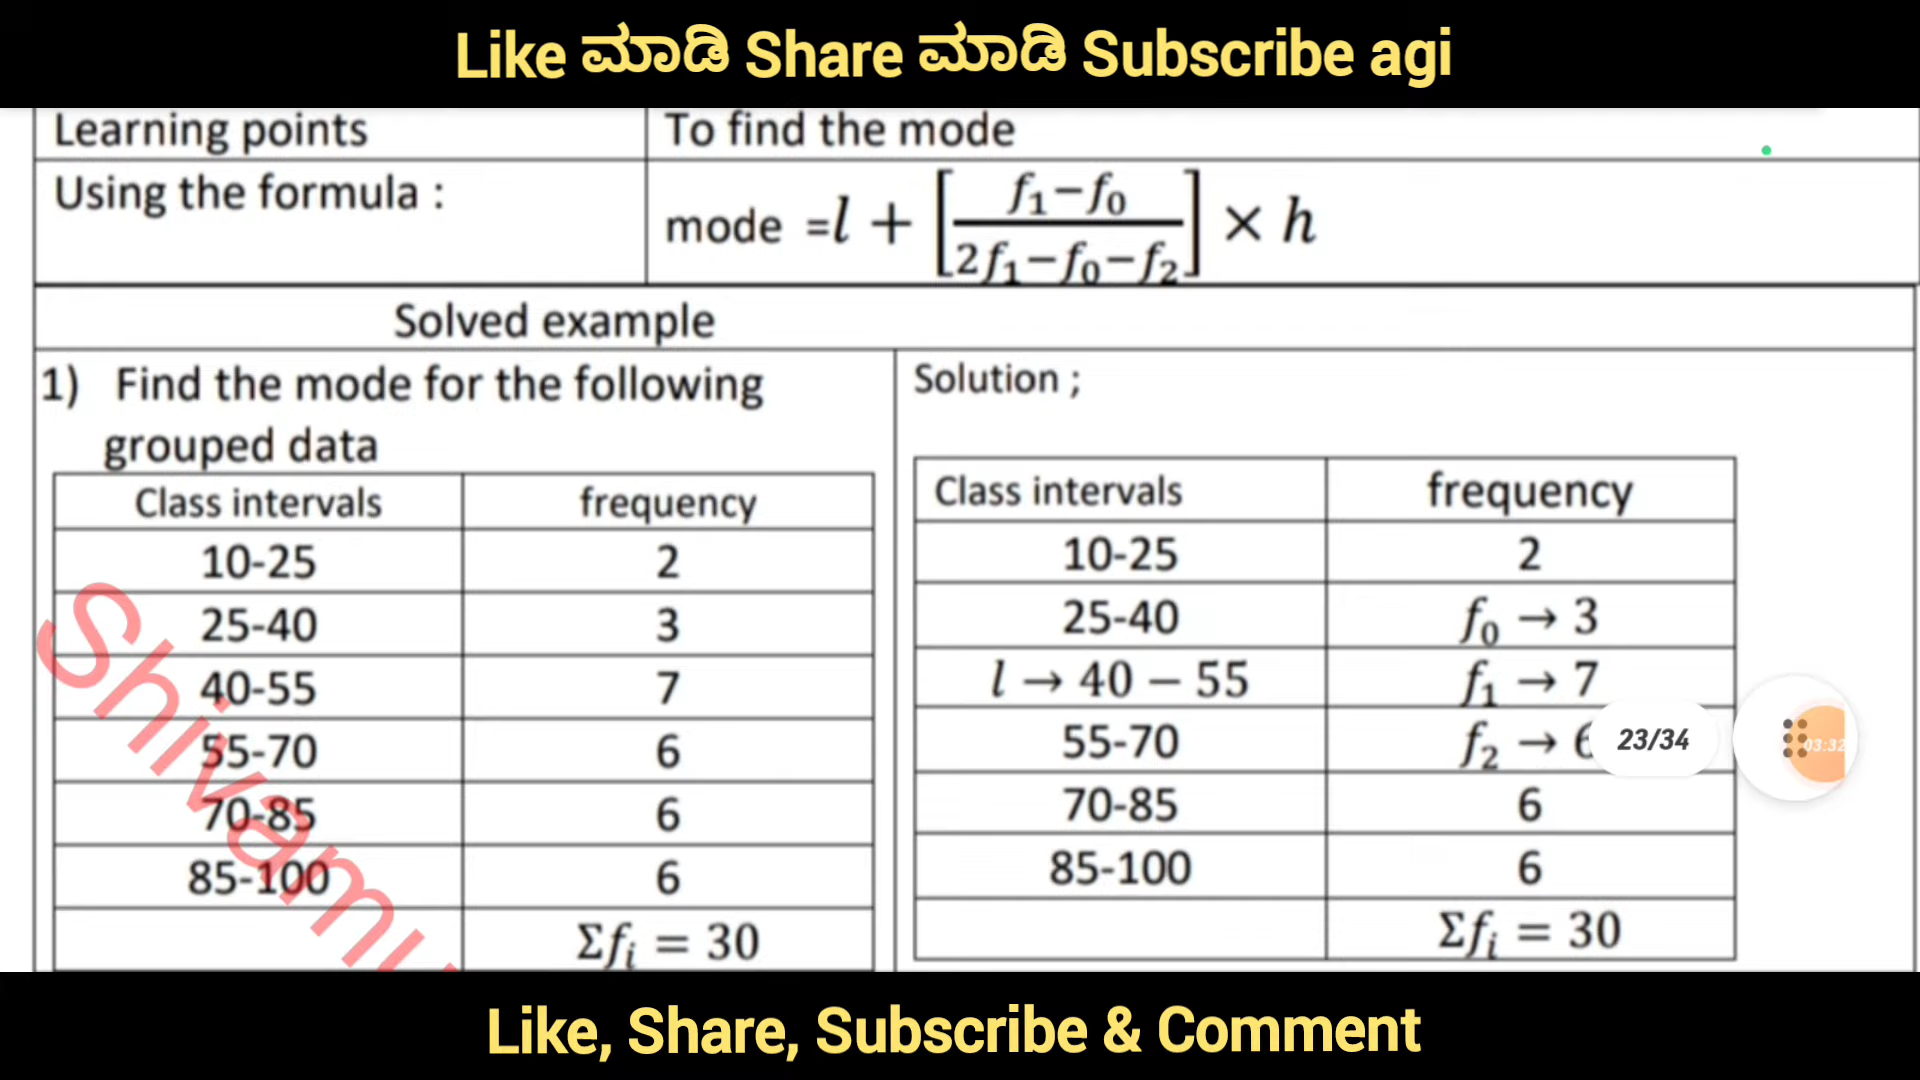 Like ಮಾಡಿ Share ಮಾಡಿ Subscribe agi
Learning points To find the mode
Using the formula : mode =l + [f₁−f₀ / 2f₁−f₀−f₂] × h
Solved example
1) Find the mode for the following
grouped data
Class intervals frequency
10-25 2
25-40 3
40-55 7
55-70 6
70-85 6
85-100 6
Σfᵢ = 30
Solution ;
Class intervals frequency
10-25 2
25-40 f₀ → 3
l → 40 − 55 f₁ → 7
55-70 f₂ → 6
70-85 6
85-100 6
Σfᵢ = 30
23/34
03:32
Shivamu
Like, Share, Subscribe & Comment